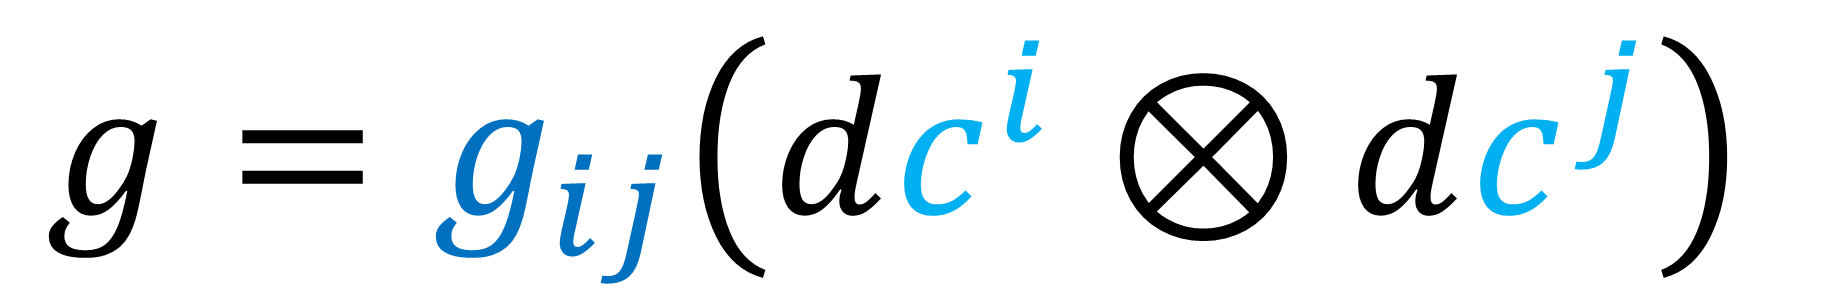 g = g_{ij}(dc^i ⊗ dc^j)